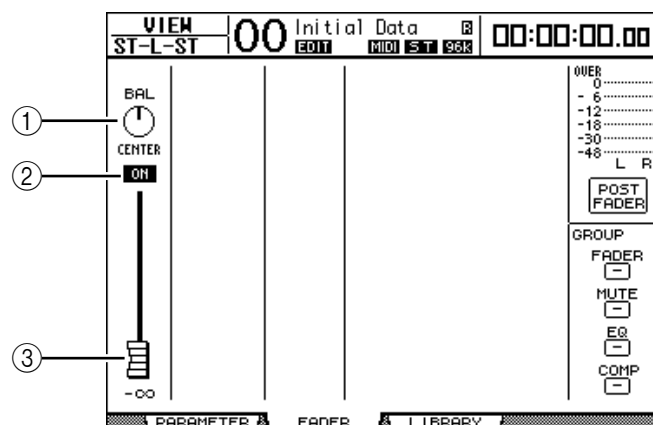 VIEW
ST-L-ST
00
Initial Data
EDIT
MIDI ST 96k
00:00:00.00
BAL
CENTER
ON
-∞
OVER
0
- 6
-12
-18
-30
-48
L R
POST
FADER
GROUP
FADER
-
MUTE
-
EQ
-
COMP
-
PARAMETER FADER LIBRARY
1
2
3